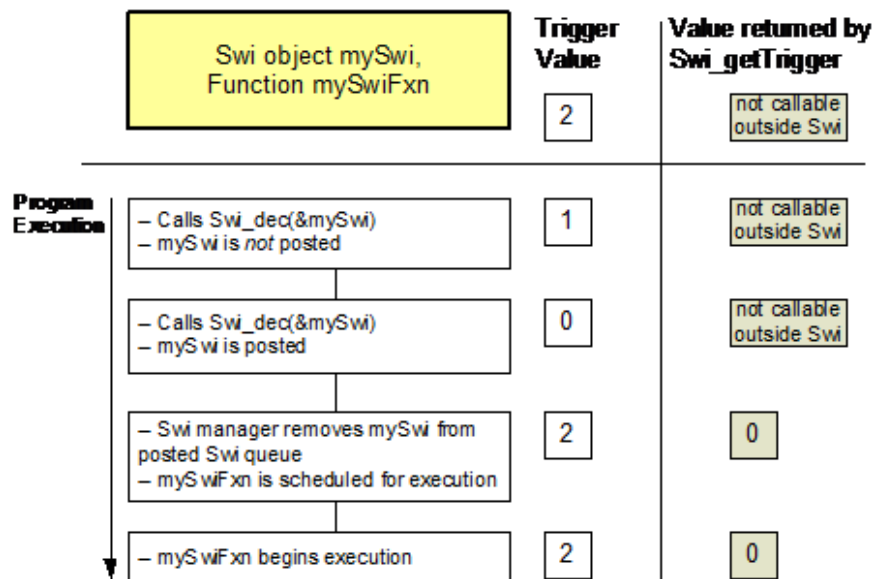 Swi object mySwi,
Function mySwiFxn
Trigger
Value
2
Value returned by
Swi_getTrigger
not callable
outside Swi
Program
Execution
– Calls Swi_dec(&mySwi)
– mySwi is not posted
1
not callable
outside Swi
– Calls Swi_dec(&mySwi)
– mySwi is posted
0
not callable
outside Swi
– Swi manager removes mySwi from
posted Swi queue
– mySwiFxn is scheduled for execution
2
0
– mySwiFxn begins execution
2
0